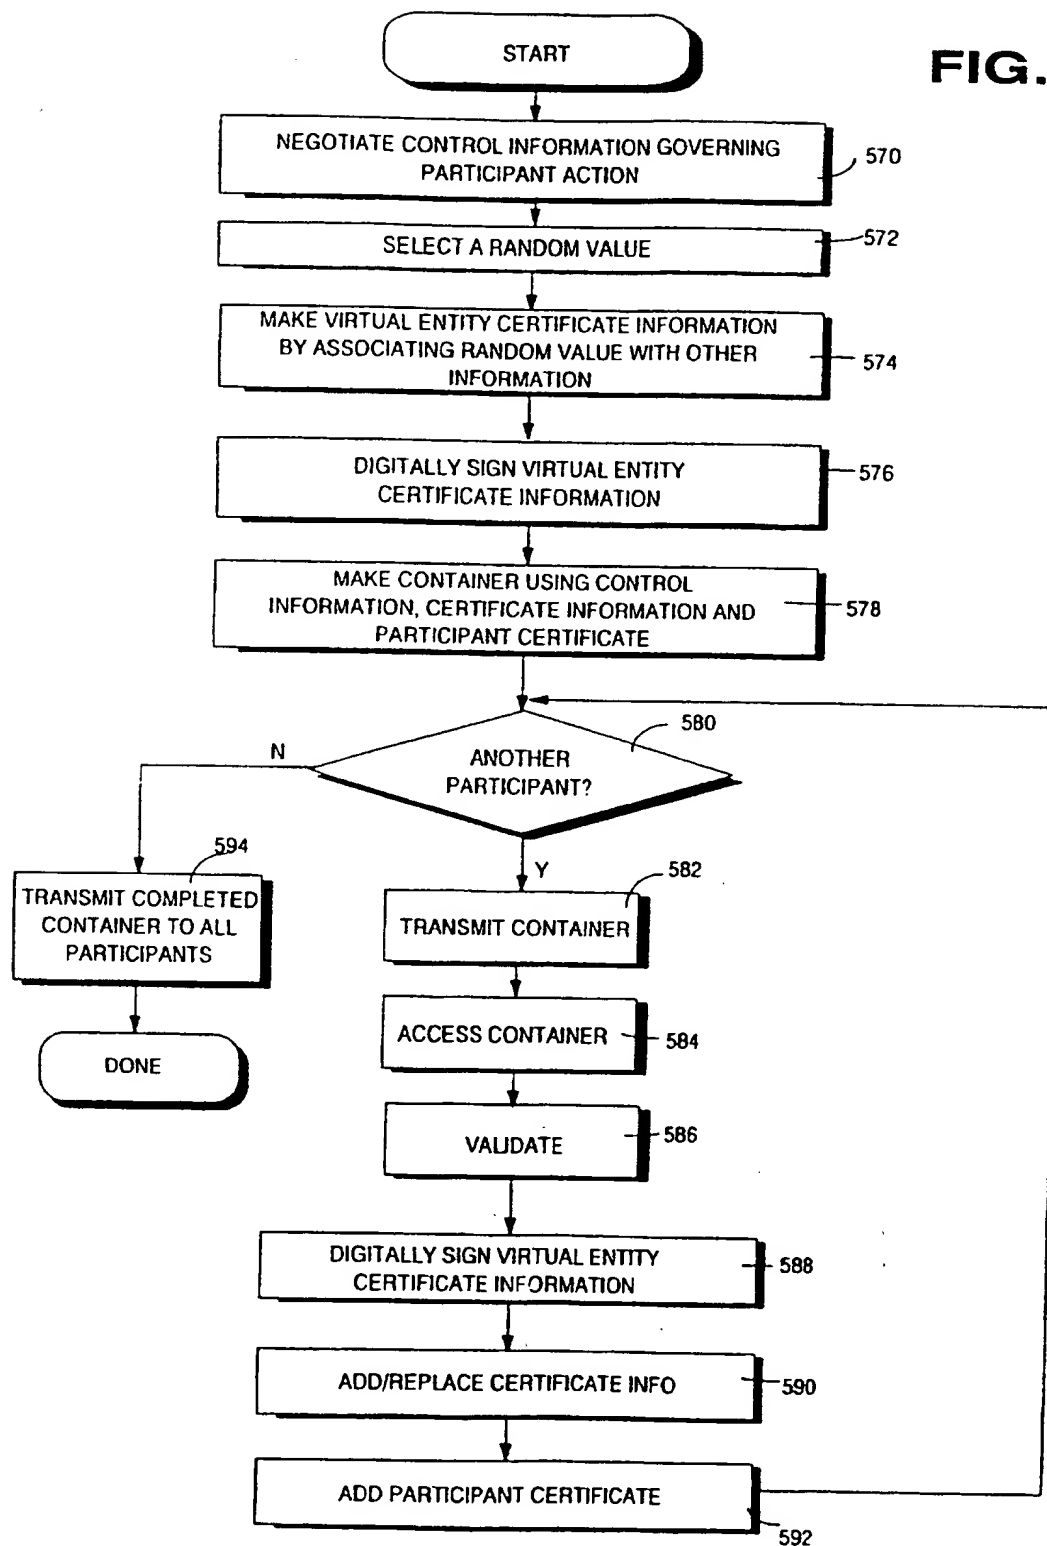 START
FIG.
NEGOTIATE CONTROL INFORMATION GOVERNING
PARTICIPANT ACTION
570
SELECT A RANDOM VALUE
572
MAKE VIRTUAL ENTITY CERTIFICATE INFORMATION
BY ASSOCIATING RANDOM VALUE WITH OTHER
INFORMATION
574
DIGITALLY SIGN VIRTUAL ENTITY
CERTIFICATE INFORMATION
576
MAKE CONTAINER USING CONTROL
INFORMATION, CERTIFICATE INFORMATION AND
PARTICIPANT CERTIFICATE
578
580
N
ANOTHER
PARTICIPANT?
594
Y
TRANSMIT COMPLETED
CONTAINER TO ALL
PARTICIPANTS
582
TRANSMIT CONTAINER
DONE
ACCESS CONTAINER
584
VALIDATE
586
DIGITALLY SIGN VIRTUAL ENTITY
CERTIFICATE INFORMATION
588
ADD/REPLACE CERTIFICATE INFO
590
ADD PARTICIPANT CERTIFICATE
592